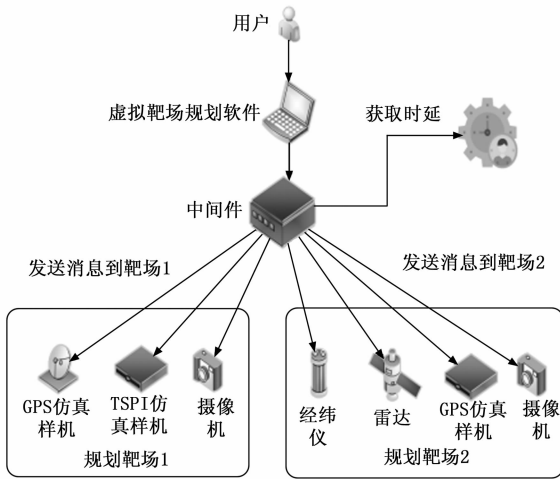 用户
虚拟靶场规划软件
获取时延
中间件
发送消息到靶场1
发送消息到靶场2
GPS仿真
样机
TSPI仿
真样机
摄像
机
规划靶场1
经纬
仪
雷达
GPS仿真
样机
摄像
机
规划靶场2